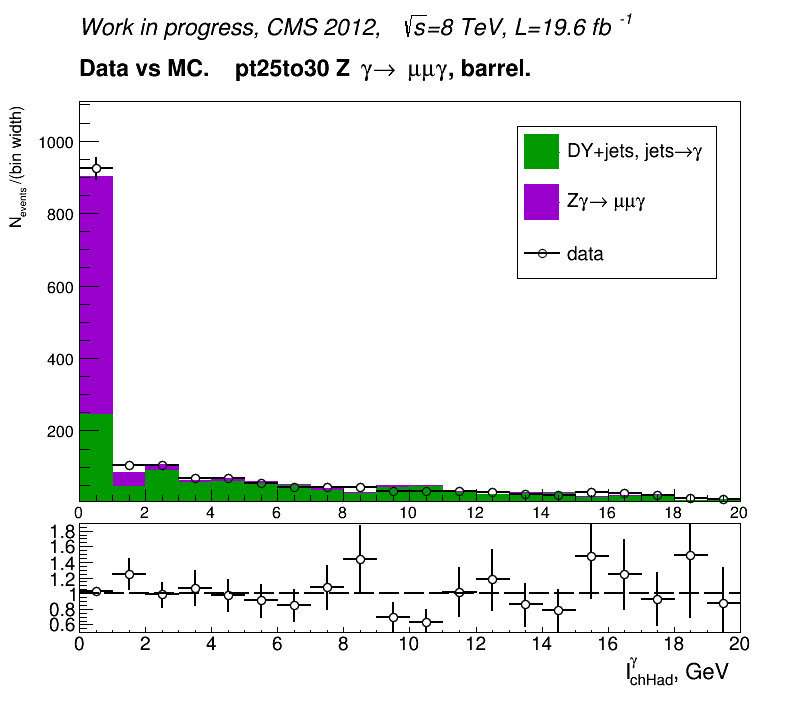 Work in progress, CMS 2012, √s=8 TeV, L=19.6 fb -1
Data vs MC. pt25to30 Z γ→ μμγ, barrel.
N events /(bin width)
1000
800
600
400
200
DY+jets, jets→γ
Zγ→ μμγ
data
0 2 4 6 8 10 12 14 16 18 20
1.8
1.6
1.4
1.2
1
0.8
0.6
0 2 4 6 8 10 12 14 16 18 20
I γ chHad, GeV